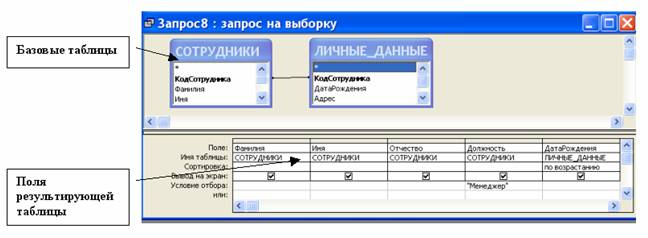 Запрос8 : запрос на выборку
Базовые таблицы
СОТРУДНИКИ
*
КодСотрудника
Фамилия
Имя
ЛИЧНЫЕ_ДАННЫЕ
*
КодСотрудника
ДатаРождения
Адрес
Поля результирующей таблицы
Поле: Фамилия Имя Отчество Должность ДатаРождения
Имя таблицы: СОТРУДНИКИ СОТРУДНИКИ СОТРУДНИКИ СОТРУДНИКИ ЛИЧНЫЕ_ДАННЫЕ
Сортировка: по возрастанию
Вывод на экран:
Условие отбора: "Менеджер"
или: